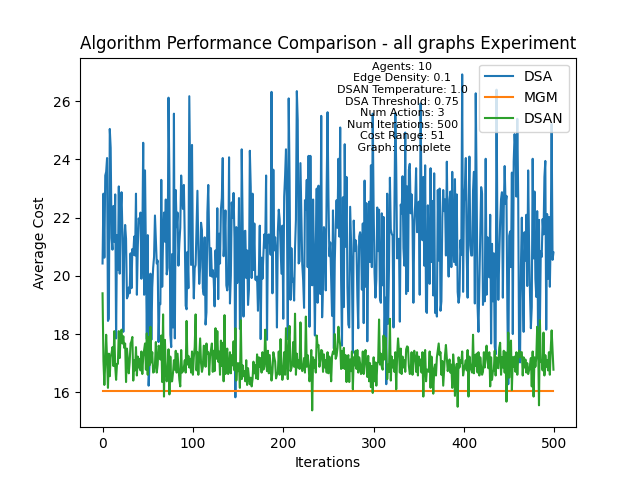 Algorithm Performance Comparison - all graphs Experiment
Agents: 10
Edge Density: 0.1
DSAN Temperature: 1.0
DSA Threshold: 0.75
Num Actions: 3
Num Iterations: 500
Cost Range: 51
Graph: complete
DSA
MGM
DSAN
Average Cost
26
24
22
20
18
16
0
100
200
300
400
500
Iterations